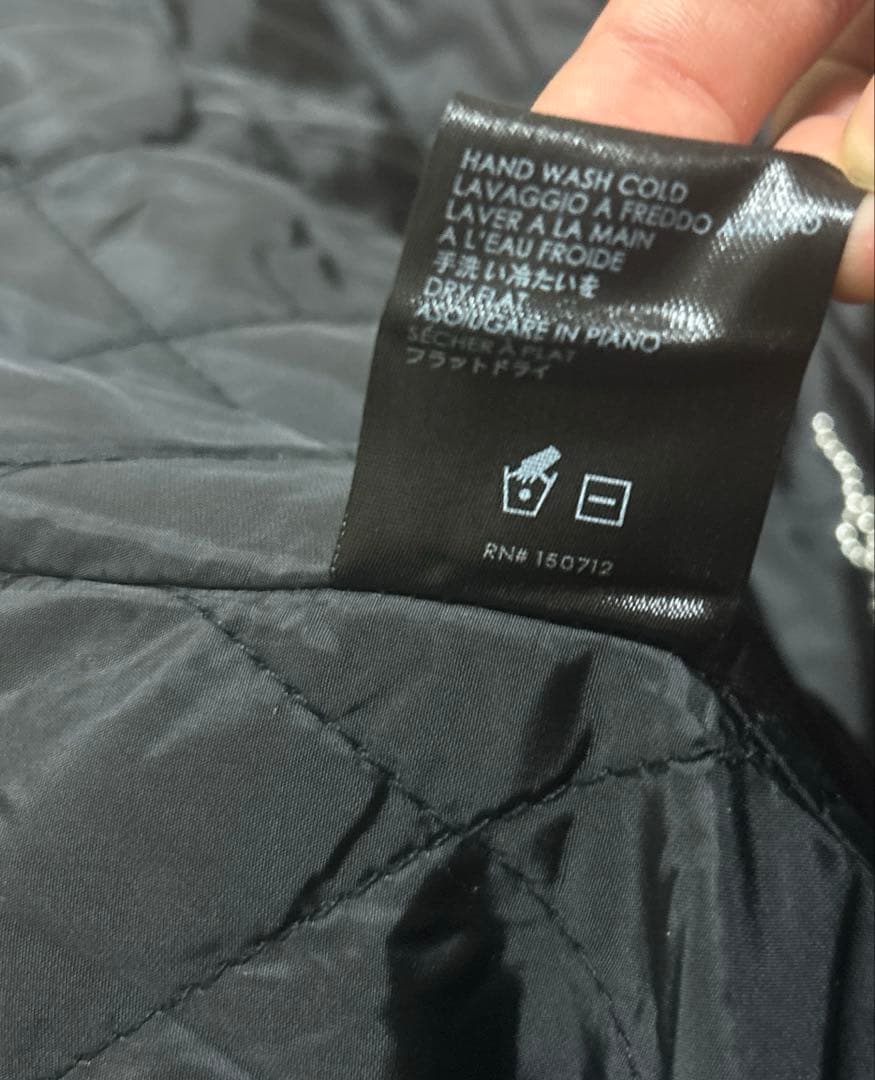 HAND WASH COLD
LAVAGGIO A FREDDO A MANO
LAVER A LA MAIN
A L'EAU FROIDE
手洗い冷たいを
DRY FLAT
ASCIUGARE IN PIANO
SÉCHER À PLAT
フラットドライ
RN# 150712